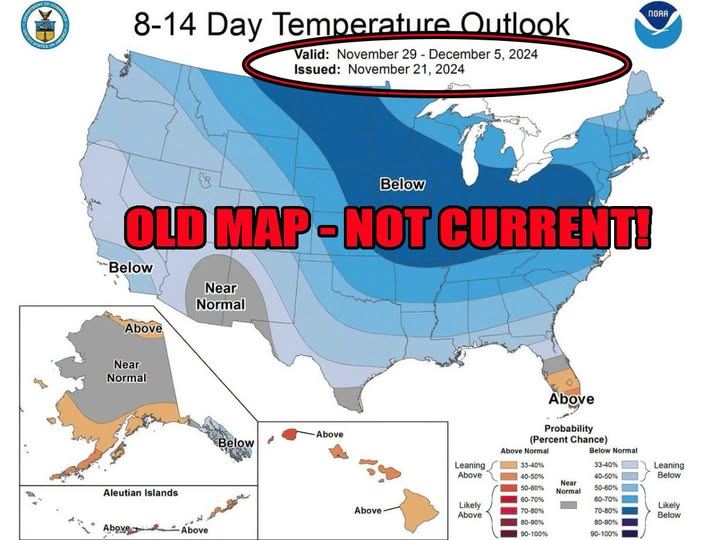 8-14 Day Temperature Outlook
NOAA
Valid: November 29 - December 5, 2024
Issued: November 21, 2024
Below
OLD MAP - NOT CURRENT!
Below
Near
Normal
Above
Near
Normal
Below
Above
Aleutian Islands
Above
Above
Above
Above
Probability
(Percent Chance)
Above Normal
Below Normal
Leaning
Above
33-40%
40-50%
50-60%
Likely
Above
60-70%
70-80%
80-90%
90-100%
Near
Normal
33-40%
40-50%
50-60%
60-70%
70-80%
80-90%
90-100%
Leaning
Below
Likely
Below